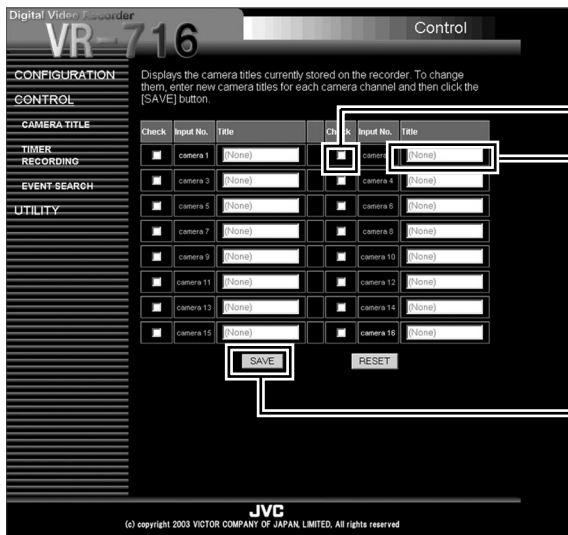 Digital Video Recorder
VR-716
Control
CONFIGURATION
CONTROL
CAMERA TITLE
TIMER
RECORDING
EVENT SEARCH
UTILITY
Displays the camera titles currently stored on the recorder. To change
them, enter new camera titles for each camera channel and then click the
[SAVE] button.
Check Input No. Title Check Input No. Title
camera 1 (None) camera (None)
camera 3 (None) camera 4 (None)
camera 5 (None) camera 6 (None)
camera 7 (None) camera 8 (None)
camera 9 (None) camera 10 (None)
camera 11 (None) camera 12 (None)
camera 13 (None) camera 14 (None)
camera 15 (None) camera 16 (None)
SAVE RESET
JVC
(c) copyright 2003 VICTOR COMPANY OF JAPAN, LIMITED, All rights reserved